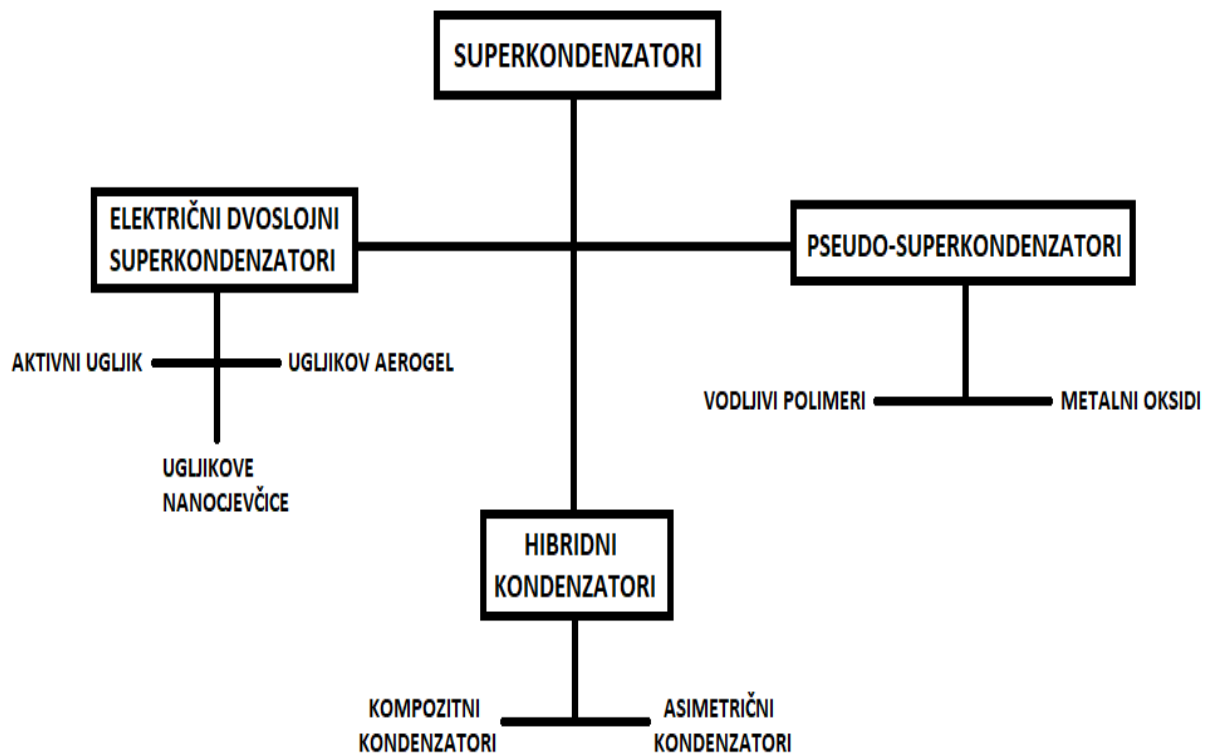 SUPERKONDENZATORI
ELEKTRIČNI DVOSLOJNI
SUPERKONDENZATORI
PSEUDO-SUPERKONDENZATORI
AKTIVNI UGLJIK
UGLJIKOV AEROGEL
UGLJIKOVE
NANOCJEVČICE
VODLJIVI POLIMERI
METALNI OKSIDI
HIBRIDNI
KONDENZATORI
KOMPOZITNI
KONDENZATORI
ASIMETRIČNI
KONDENZATORI